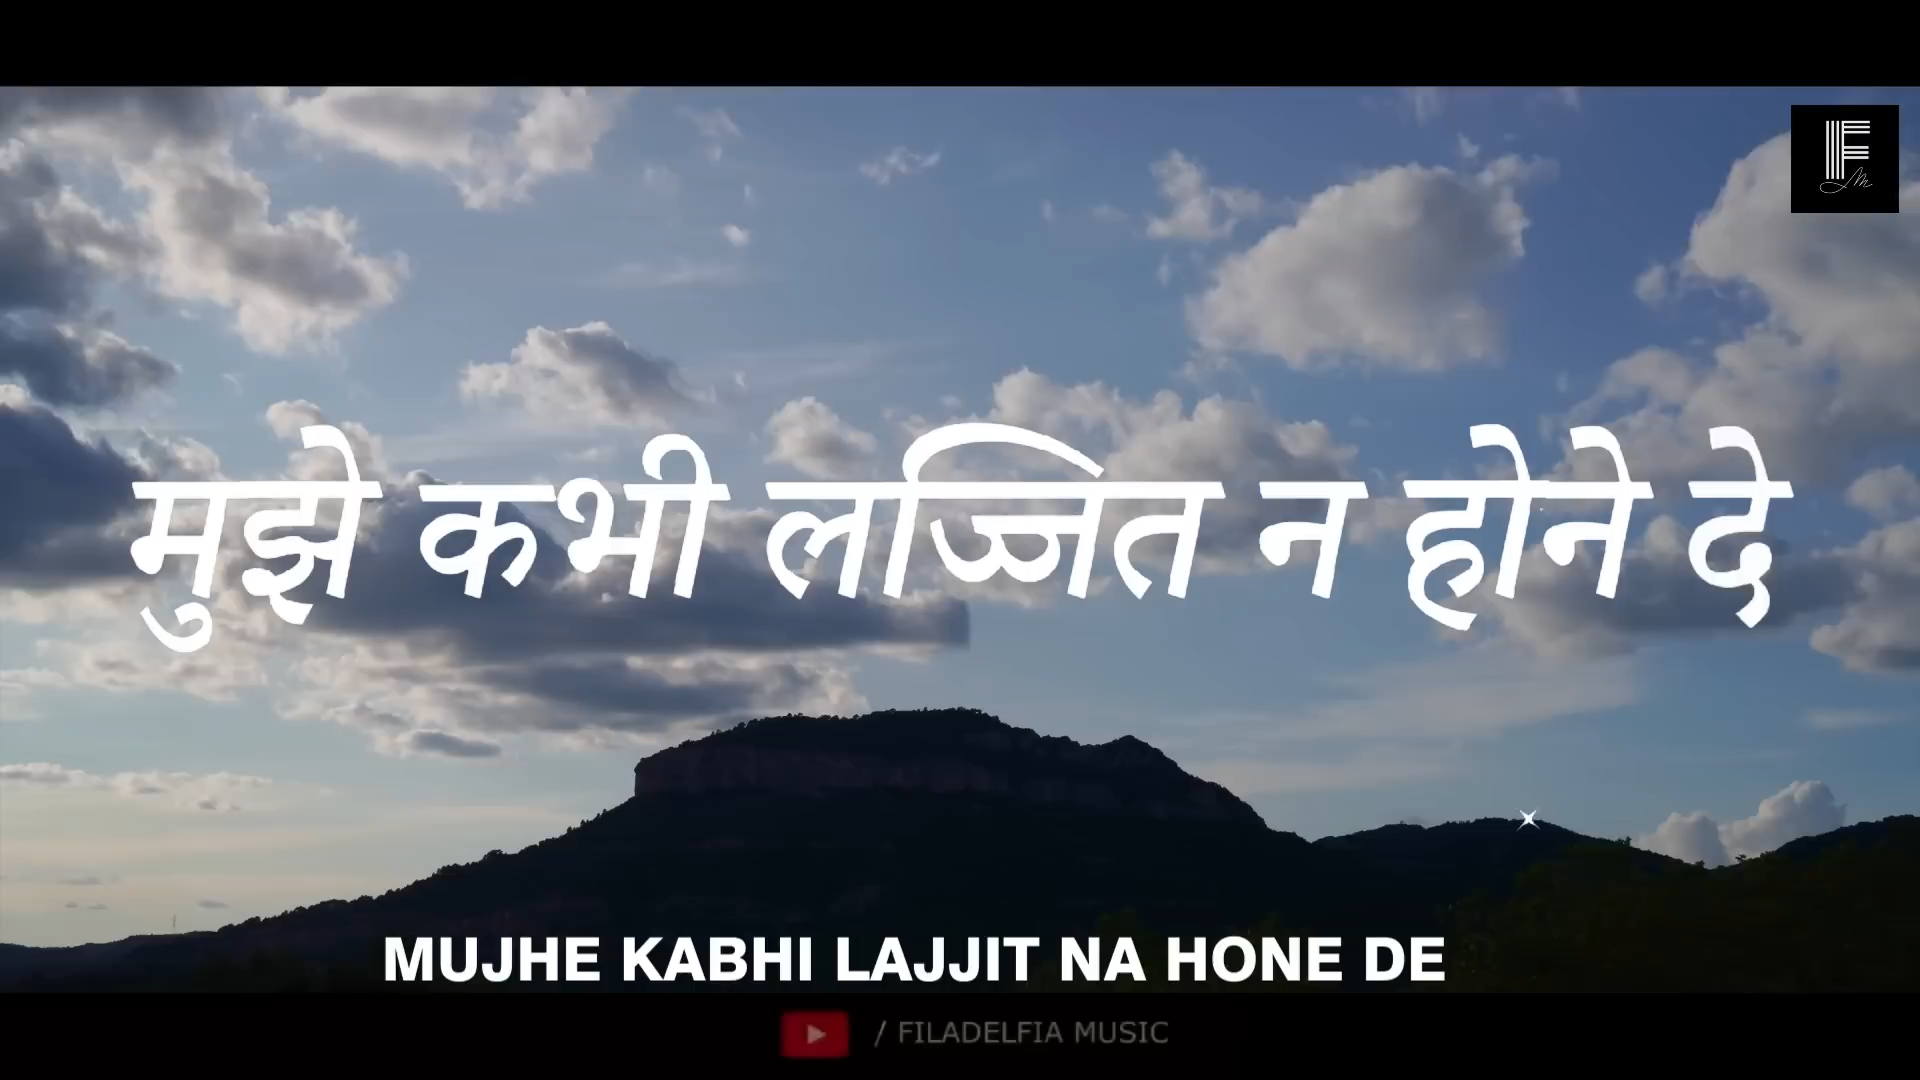 मुझे कभी लज्जित न होने दे
MUJHE KABHI LAJJIT NA HONE DE
/ FILADELFIA MUSIC